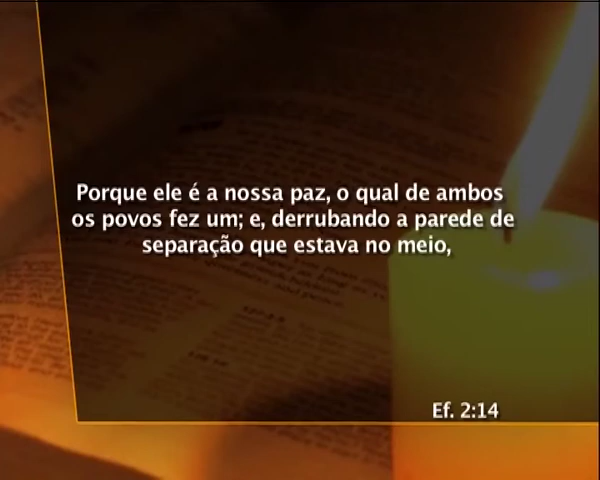 Porque ele é a nossa paz, o qual de ambos
os povos fez um; e, derrubando a parede de
separação que estava no meio,
Ef. 2:14